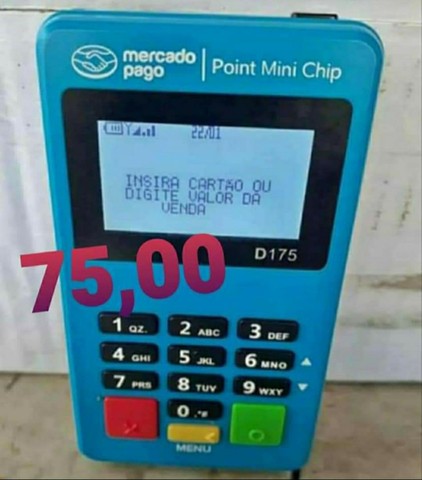 mercado
pago
Point Mini Chip
22/01
INSIRA CARTÃO OU
DIGITE VALOR DA
VENDA
D175
75,00
1 QZ. 2 ABC 3 DEF
4 GHI 5 JKL 6 MNO
7 PRS 8 TUV 9 WXY
0 .*#
MENU